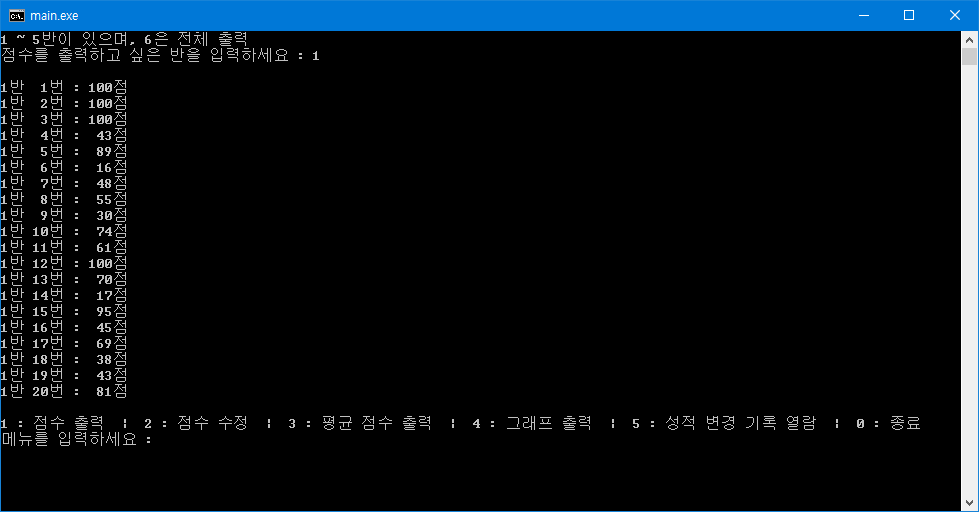 main.exe
1 ~ 5반이 있으며, 6은 전체 출력
점수를 출력하고 싶은 반을 입력하세요 : 1
1반  1번 : 100점
1반  2번 : 100점
1반  3번 : 100점
1반  4번 :  43점
1반  5번 :  89점
1반  6번 :  16점
1반  7번 :  48점
1반  8번 :  55점
1반  9번 :  30점
1반 10번 :  74점
1반 11번 :  61점
1반 12번 : 100점
1반 13번 :  70점
1반 14번 :  17점
1반 15번 :  95점
1반 16번 :  45점
1반 17번 :  69점
1반 18번 :  38점
1반 19번 :  43점
1반 20번 :  81점
1 : 점수 출력  |  2 : 점수 수정  |  3 : 평균 점수 출력  |  4 : 그래프 출력  |  5 : 성적 변경 기록 열람  |  0 : 종료
메뉴를 입력하세요 :